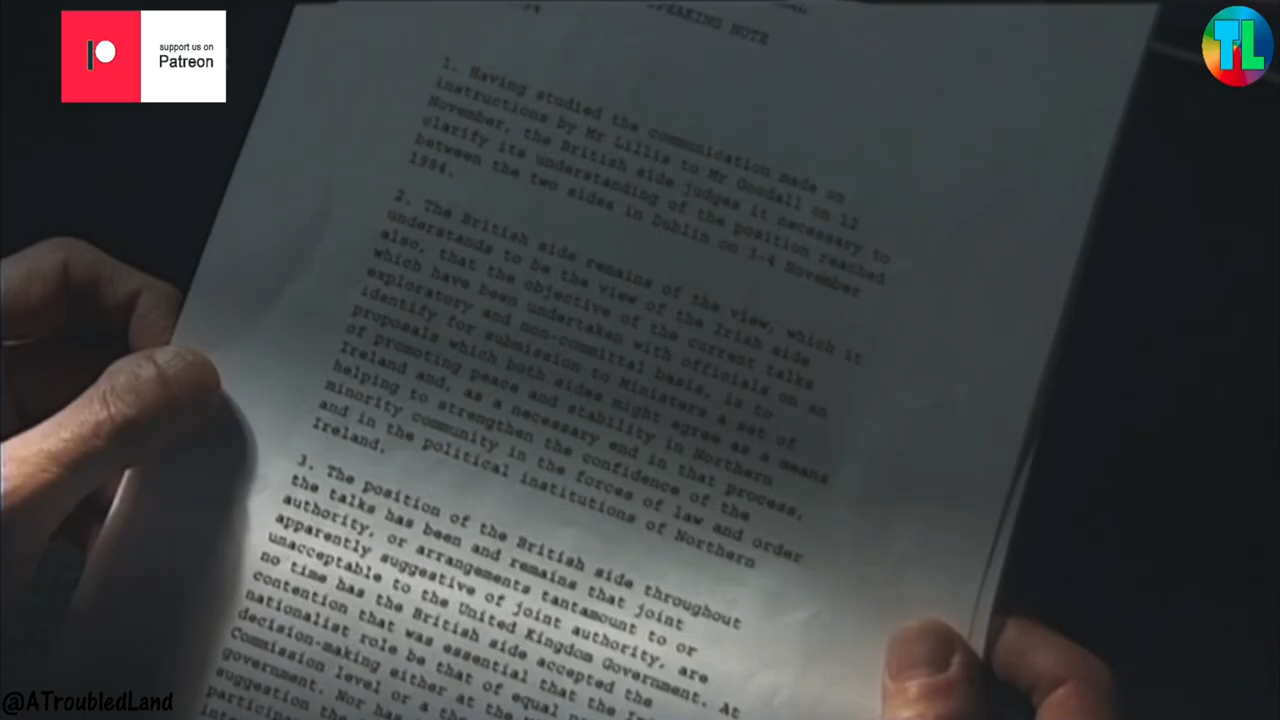 support us on
Patreon
TL
SPEAKING NOTE
1. Having studied the communication made on
instructions by Mr Lillis to Mr Goodall on 12
November, the British side judges it necessary to
clarify its understanding of the position reached
between the two sides in Dublin on 3-4 November
1984.
2. The British side remains of the view, which it
understands to be the view of the Irish side
also, that the objective of the current talks
which have been undertaken with officials on an
exploratory and non-committal basis, is to
identify for submission to Ministers a set of
proposals which both sides might agree as a means
of promoting peace and stability in Northern
Ireland and, as a necessary end in that process,
helping to strengthen the confidence of the
minority community in the forces of law and order
and in the political institutions of Northern
Ireland.
3. The position of the British side throughout
the talks has been and remains that joint
authority, or arrangements tantamount to or
apparently suggestive of joint authority, are
unacceptable to the United Kingdom Government. At
no time has the British side accepted the
contention that was essential that the
nationalist role be that of equal
decision-making either at the
Commission level or a the
government. Nor has
suggestion the
@ATroubledLand